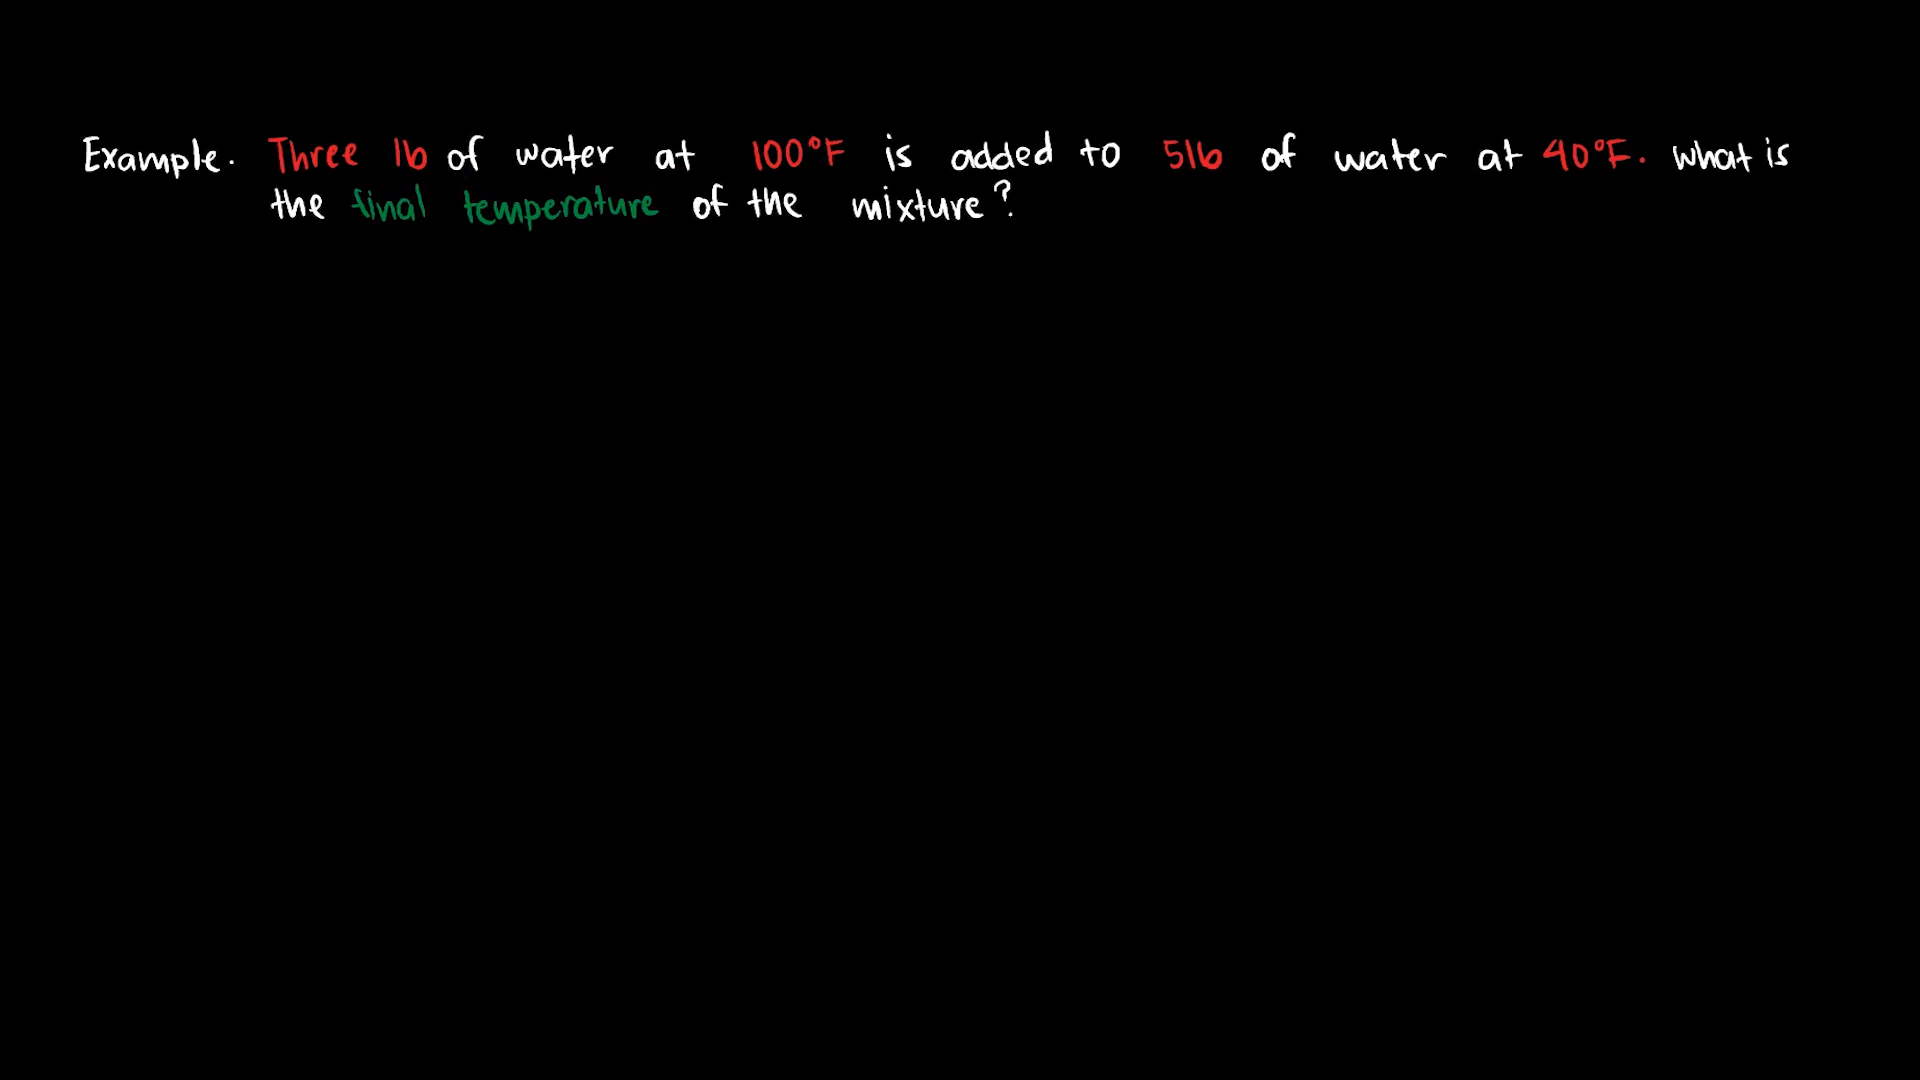 Example. Three lb of water at 100°F is added to 5lb of water at 40°F. What is
the final temperature of the mixture?